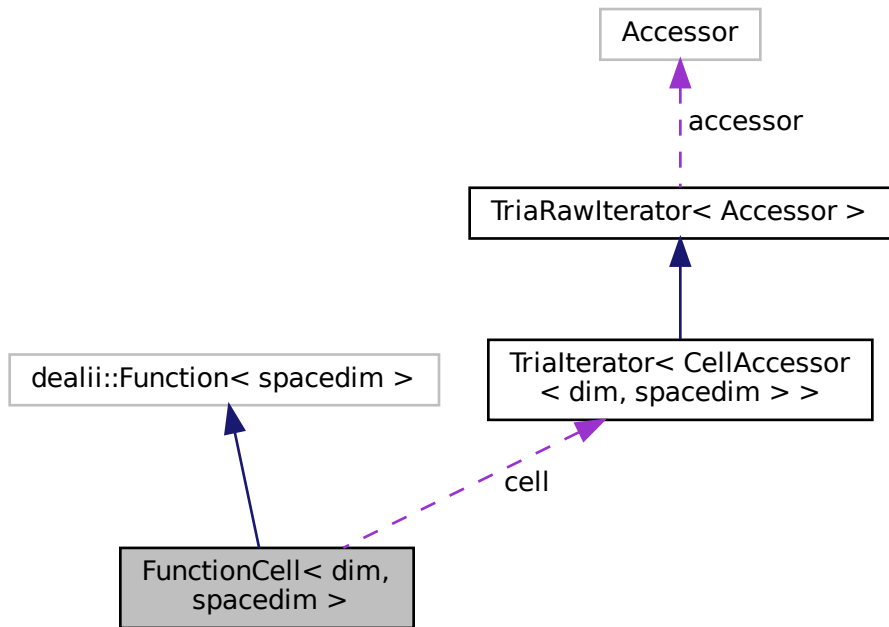 Accessor
accessor
TriaRawIterator< Accessor >
TriaIterator< CellAccessor
< dim, spacedim > >
dealii::Function< spacedim >
cell
FunctionCell< dim,
spacedim >